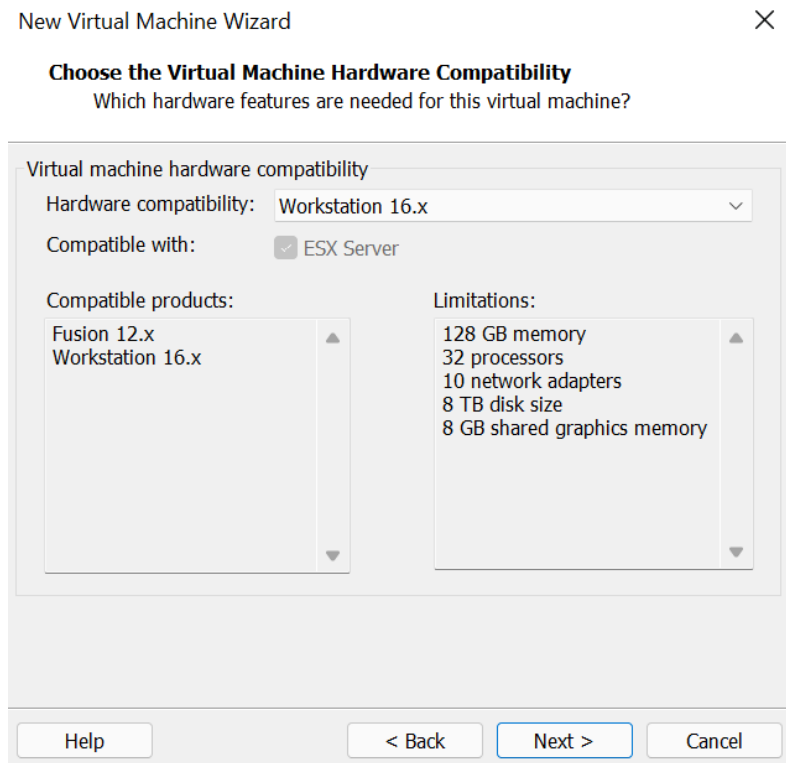 New Virtual Machine Wizard
Choose the Virtual Machine Hardware Compatibility
Which hardware features are needed for this virtual machine?
Virtual machine hardware compatibility
Hardware compatibility: Workstation 16.x
Compatible with: ESX Server
Compatible products:
Fusion 12.x
Workstation 16.x
Limitations:
128 GB memory
32 processors
10 network adapters
8 TB disk size
8 GB shared graphics memory
Help < Back Next > Cancel